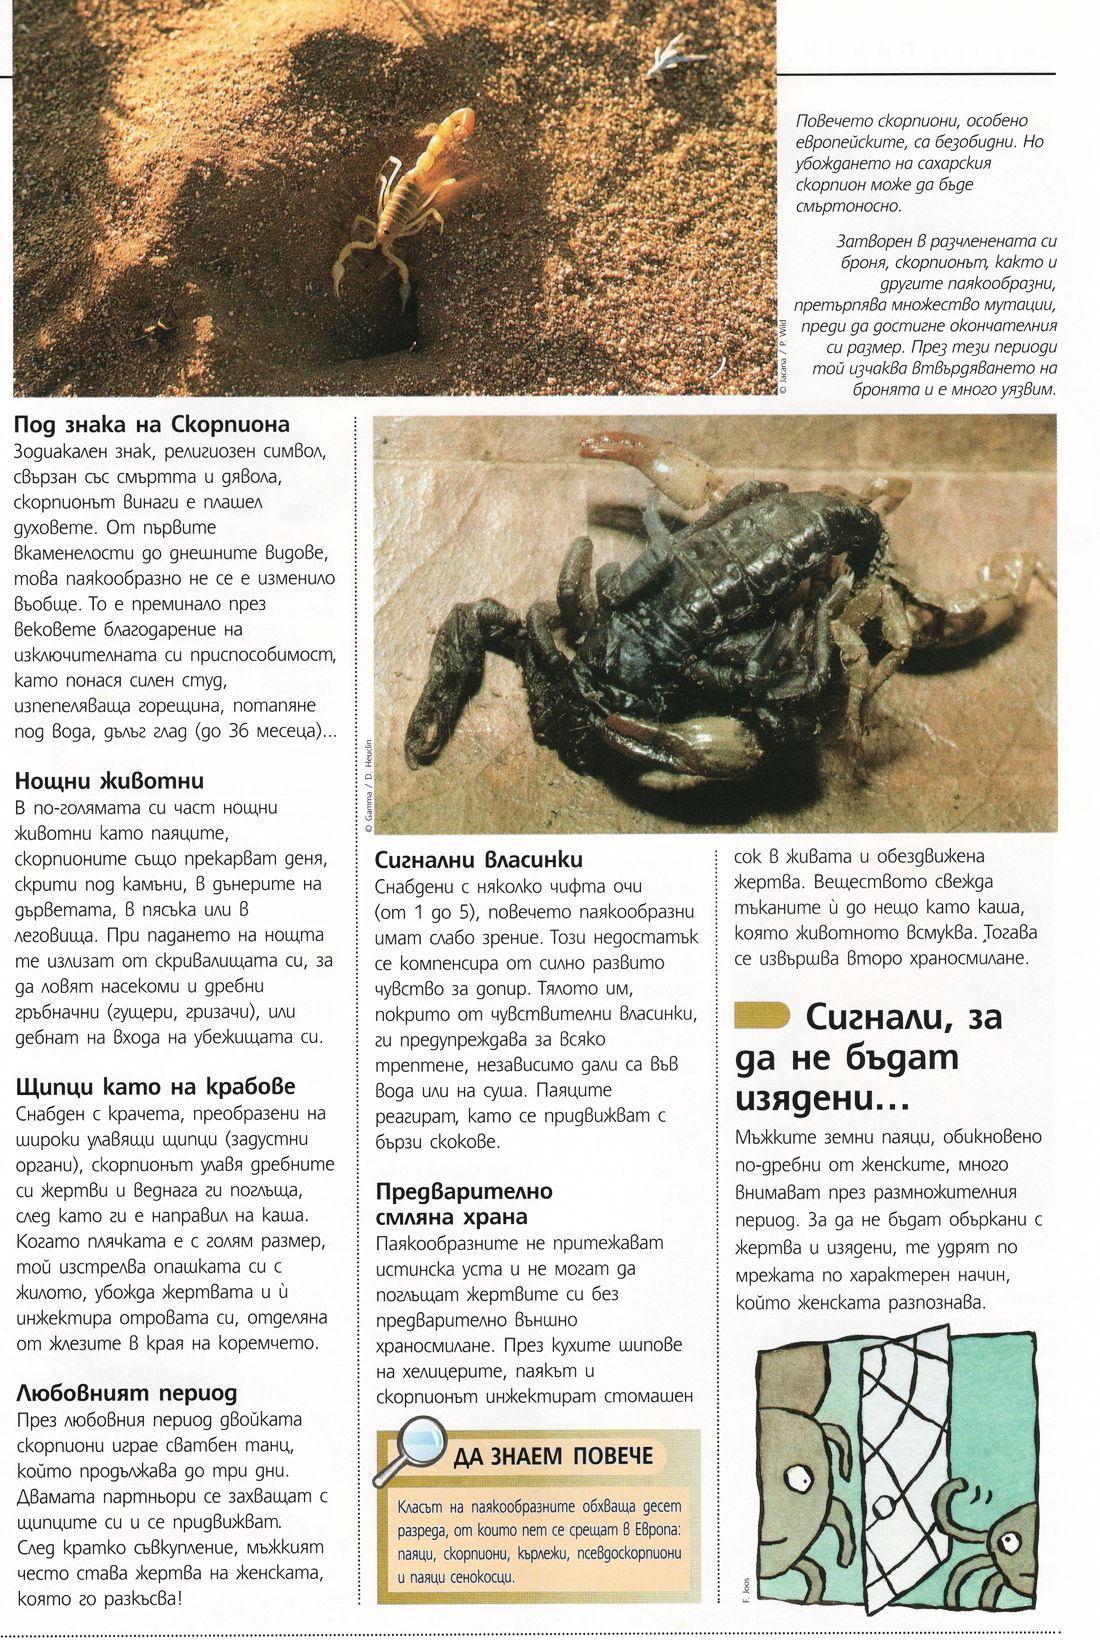 Повечето скорпиони, особено
европейските, са безобидни. Но
убождането на сахарския
скорпион може да бъде
смъртоносно.
Затворен в разчленената си
броня, скорпионът, както и
другите паякообразни,
претърпява множество мутации,
преди да достигне окончателния
си размер. През тези периоди
той изчаква втвърдяването на
бронята и е много уязвим.
© Jacana / P. Wild
Под знака на Скорпиона
Зодиакален знак, религиозен символ,
свързан със смъртта и дявола,
скорпионът винаги е плашел
духовете. От първите
вкаменелости до днешните видове,
това паякообразно не се е изменило
въобще. То е преминало през
вековете благодарение на
изключителната си приспособимост,
като понася силен студ,
изпепеляваща горещина, потапяне
под вода, дълъг глад (до 36 месеца)...
Нощни животни
В по-голямата си част нощни
животни като паяците,
скорпионите също прекарват деня,
скрити под камъни, в дънерите на
дърветата, в пясъка или в
леговища. При падането на нощта
те излизат от скривалищата си, за
да ловят насекоми и дребни
гръбначни (гущери, гризачи), или
дебнат на входа на убежищата си.
Щипци като на крабове
Снабден с крачета, преобразени на
широки улавящи щипци (задустни
органи), скорпионът улавя дребните
си жертви и веднага ги поглъща,
след като ги е направил на каша.
Когато плячката е с голям размер,
той изстрелва опашката си с
жилото, убожда жертвата и ѝ
инжектира отровата си, отделяна
от жлезите в края на коремчето.
Любовният период
През любовния период двойката
скорпиони играе сватбен танц,
който продължава до три дни.
Двамата партньори се захващат с
щипците си и се придвижват.
След кратко съвкупление, мъжкият
често става жертва на женската,
която го разкъсва!
© Gamma / D. Heuclin
Сигнални власинки
Снабдени с няколко чифта очи
(от 1 до 5), повечето паякообразни
имат слабо зрение. Този недостатък
се компенсира от силно развито
чувство за допир. Тялото им,
покрито от чувствителни власинки,
ги предупреждава за всяко
трептене, независимо дали са във
вода или на суша. Паяците
реагират, като се придвижват с
бързи скокове.
Предварително
смляна храна
Паякообразните не притежават
истинска уста и не могат да
поглъщат жертвите си без
предварително външно
храносмилане. През кухите шипове
на хелицерите, паякът и
скорпионът инжектират стомашен
ДА ЗНАЕМ ПОВЕЧЕ
Класът на паякообразните обхваща десет
разреда, от които пет се срещат в Европа:
паяци, скорпиони, кърлежи, псевдоскорпиони
и паяци сенокосци.
сок в живата и обездвижена
жертва. Веществото свежда
тъканите ѝ до нещо като каша,
която животното всмуква. Тогава
се извършва второ храносмилане.
Сигнали, за
да не бъдат
изядени...
Мъжките земни паяци, обикновено
по-дребни от женските, много
внимават през размножителния
период. За да не бъдат объркани с
жертва и изядени, те удрят по
мрежата по характерен начин,
който женската разпознава.
F. Joos